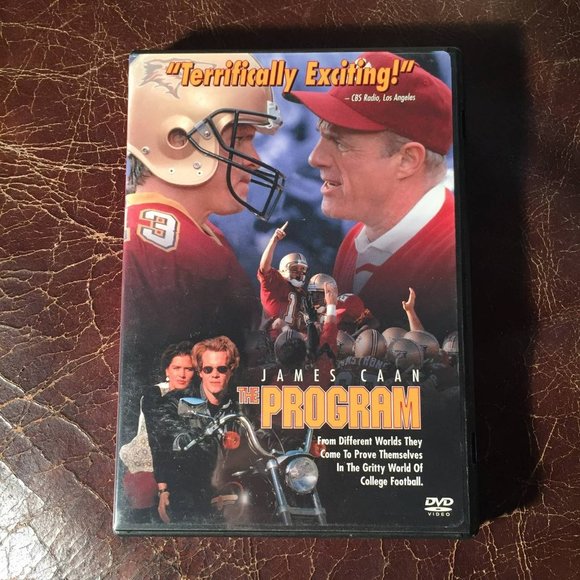 "Terrifically Exciting!"
– CBS Radio, Los Angeles
3
JAMES CAAN
THE PROGRAM
From Different Worlds They
Come To Prove Themselves
In The Gritty World Of
College Football.
DVD
VIDEO